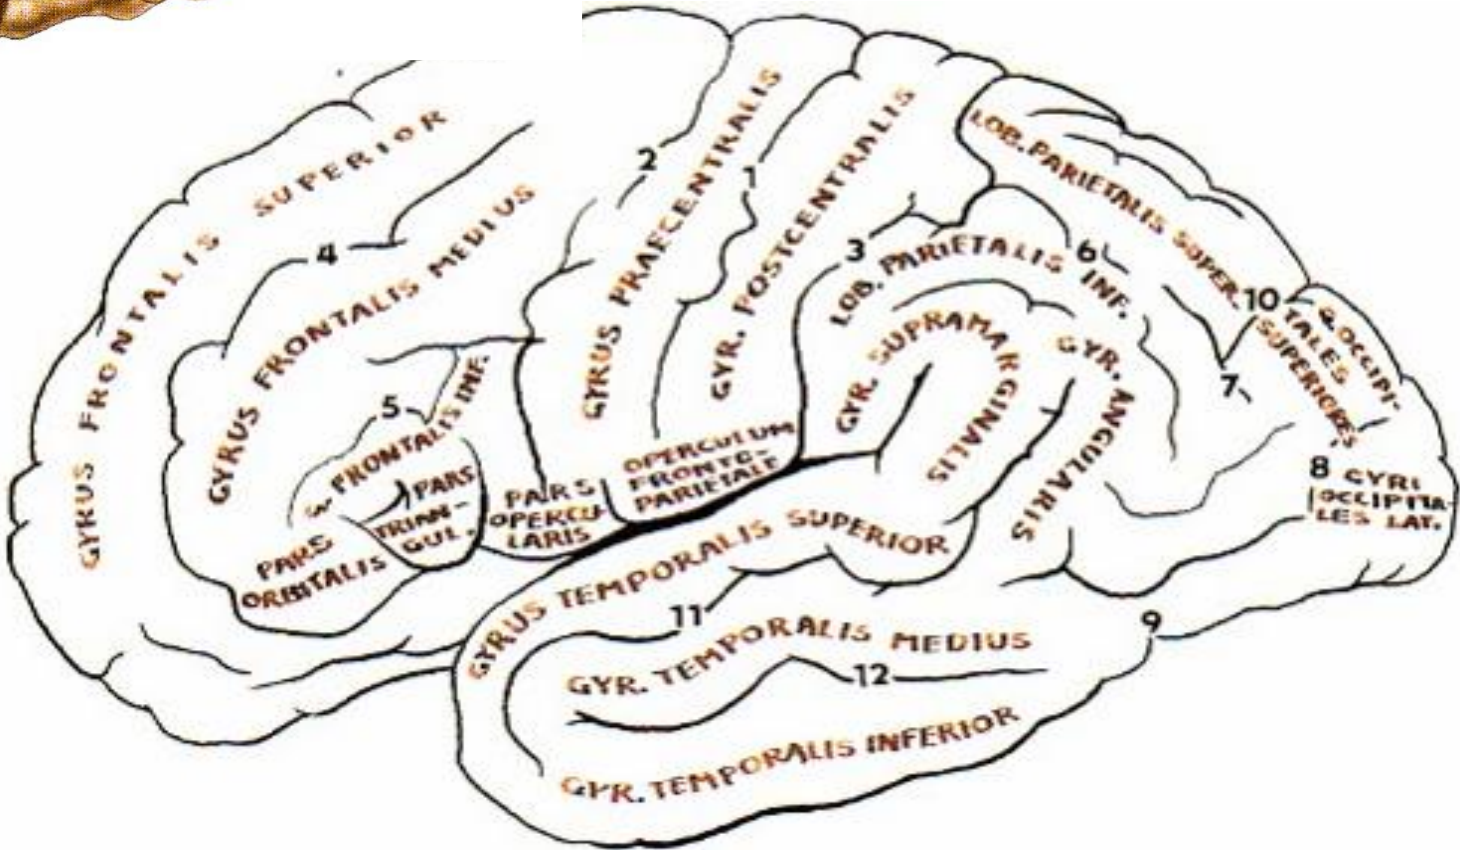 GYRUS FRONTALIS SUPERIOR
4
GYRUS FRONTALIS MEDIUS
5
G. FRONTALIS INF.
PARS
TRIAN-
GUL.
PARS
ORBITALIS
PARS
OPERCU-
LARIS
2
GYRUS PRAECENTRALIS
1
GYR. POSTCENTRALIS
OPERCULUM
FRONTO-
PARIETALE
3
LOB. PARIETALIS SUPER.
LOB. PARIETALIS INF.
6
GYR. SUPRAMARGINALIS
GYR. ANGULARIS
7
10
G. OCCIPI-
TALES
SUPERIORES
8 GYRI
OCCIPITA-
LES LAT.
9
GYRUS TEMPORALIS SUPERIOR
11
GYR. TEMPORALIS MEDIUS
12
GYR. TEMPORALIS INFERIOR